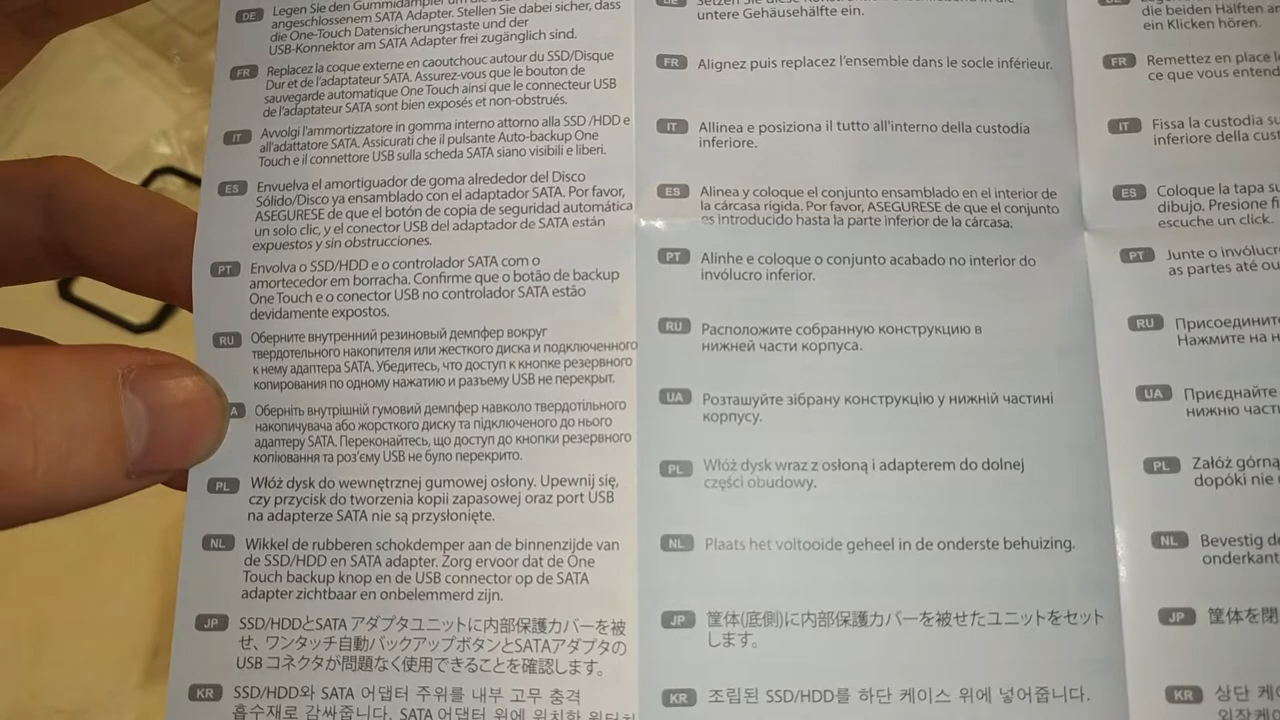 DE
Legen Sie den Gummidämpfer um die
angeschlossenem SATA Adapter. Stellen Sie dabei sicher, dass
die One-Touch Datensicherungstaste und der
USB-Konnektor am SATA Adapter frei zugänglich sind.
FR
Replacez la coque externe en caoutchouc autour du SSD/Disque
Dur et de l'adaptateur SATA. Assurez-vous que le bouton de
sauvegarde automatique One Touch ainsi que le connecteur USB
de l'adaptateur SATA sont bien exposés et non-obstrués.
IT
Avvolgi l'ammortizzatore in gomma interno attorno alla SSD /HDD e
all'adattatore SATA. Assicurati che il pulsante Auto-backup One
Touch e il connettore USB sulla scheda SATA siano visibili e liberi.
ES
Envuelva el amortiguador de goma alrededor del Disco
Sólido/Disco ya ensamblado con el adaptador SATA. Por favor,
ASEGURESE de que el botón de copia de seguridad automática
un solo clic, y el conector USB del adaptador de SATA están
expuestos y sin obstrucciones.
PT
Envolva o SSD/HDD e o controlador SATA com o
amortecedor em borracha. Confirme que o botão de backup
One Touch e o conector USB no controlador SATA estão
devidamente expostos.
RU
Оберните внутренний резиновый демпфер вокруг
твердотельного накопителя или жесткого диска и подключенного
к нему адаптера SATA. Убедитесь, что доступ к кнопке резервного
копирования по одному нажатию и разъему USB не перекрыт.
A
Оберніть внутрішній гумовий демпфер навколо твердотільного
накопичувача або жорсткого диску та підключеного до нього
адаптеру SATA. Переконайтесь, що доступ до кнопки резервного
копіювання та роз'єму USB не було перекрито.
PL
Włóż dysk do wewnętrznej gumowej osłony. Upewnij się,
czy przycisk do tworzenia kopii zapasowej oraz port USB
na adapterze SATA nie są przysłonięte.
NL
Wikkel de rubberen schokdemper aan de binnenzijde van
de SSD/HDD en SATA adapter. Zorg ervoor dat de One
Touch backup knop en de USB connector op de SATA
adapter zichtbaar en onbelemmerd zijn.
JP
SSD/HDDとSATA アダプタユニットに内部保護カバーを被
せ、ワンタッチ自動バックアップボタンとSATAアダプタの
USB コネクタが問題なく使用できることを確認します。
KR
SSD/HDD와 SATA 어댑터 주위를 내부 고무 충격
흡수재로 감싸줍니다. SATA 어댑터 위에 위치한 원터치
untere Gehäusehälfte ein.
FR
Alignez puis replacez l'ensemble dans le socle inférieur.
IT
Allinea e posiziona il tutto all'interno della custodia
inferiore.
ES
Alinea y coloque el conjunto ensamblado en el interior de
la cárcasa rígida. Por favor, ASEGURESE de que el conjunto
es introducido hasta la parte inferior de la cárcasa.
PT
Alinhe e coloque o conjunto acabado no interior do
invólucro inferior.
RU
Расположите собранную конструкцию в
нижней части корпуса.
UA
Розташуйте зібрану конструкцію у нижній частині
корпусу.
PL
Włóż dysk wraz z osłoną i adapterem do dolnej
części obudowy.
NL
Plaats het voltooide geheel in de onderste behuizing.
JP
筐体(底側)に内部保護カバーを被せたユニットをセット
します。
KR
조립된 SSD/HDD를 하단 케이스 위에 넣어줍니다.
die beiden Hälften
ein Klicken hören.
FR
Remettez en place
ce que vous
IT
Fissa la custodia
inferiore della
ES
Coloque la tapa
dibujo. Presione
escuche un click.
PT
Junte o
as partes até
RU
Нажмите на
UA
Приєднайте
нижню
PL
Załóż
dopóki nie
NL
Bevestig
JP
筐体を閉
KR
상단